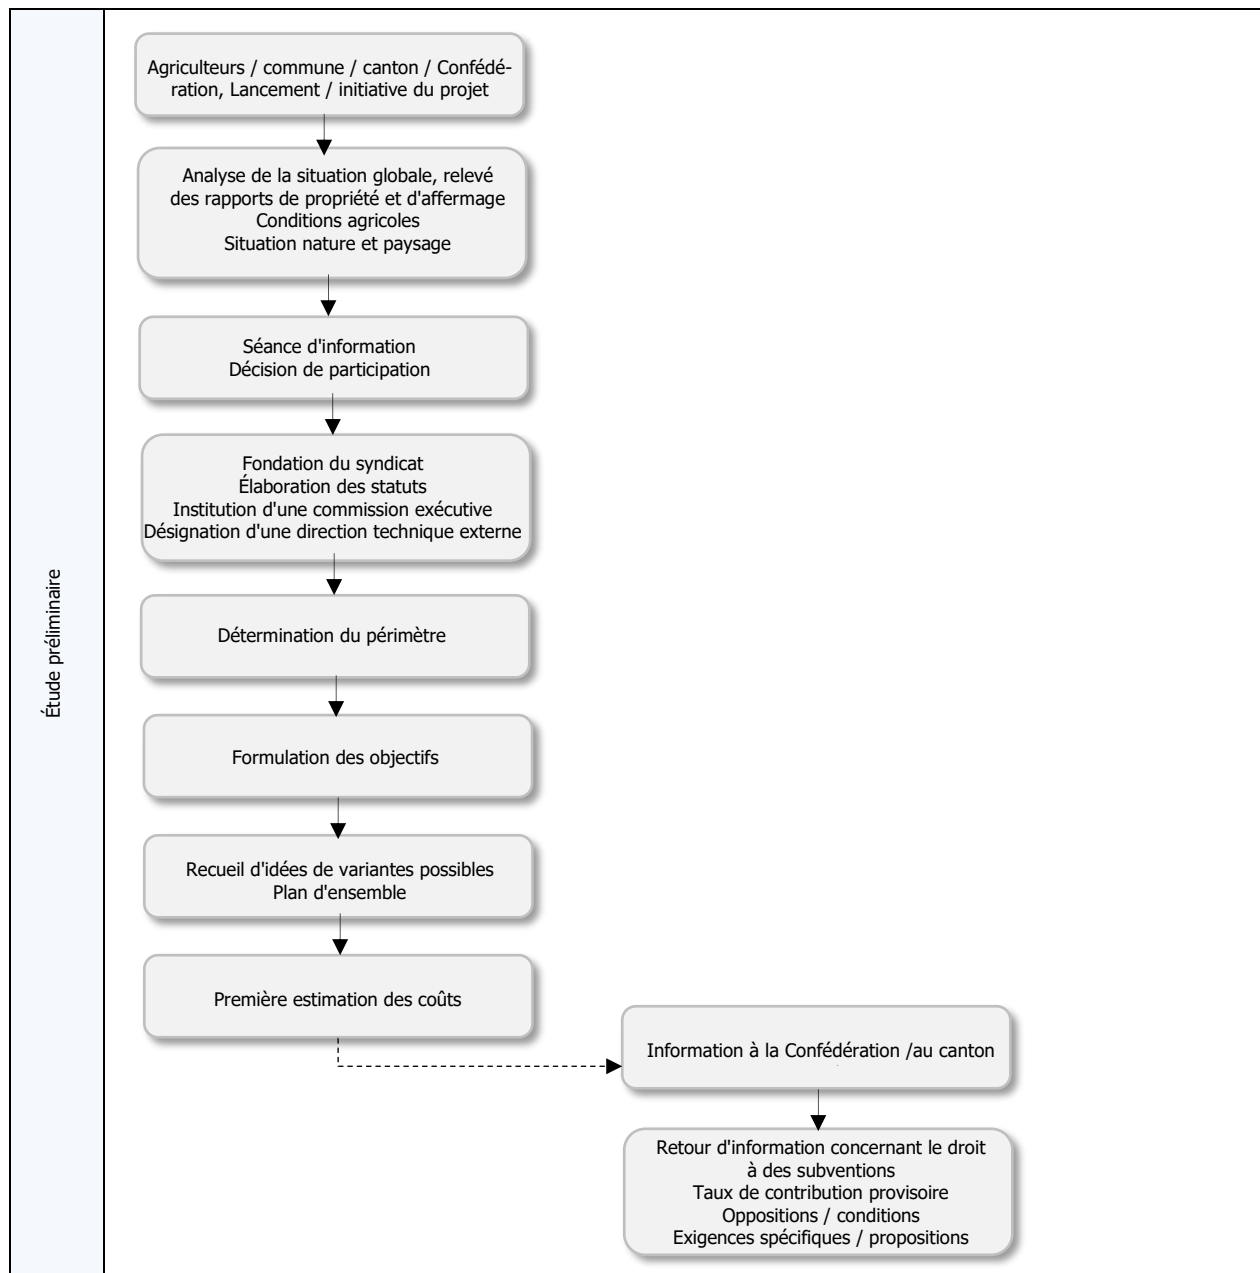 Étude préliminaire
Agriculteurs / commune / canton / Confédé-
ration, Lancement / initiative du projet
Analyse de la situation globale, relevé
des rapports de propriété et d'affermage
Conditions agricoles
Situation nature et paysage
Séance d'information
Décision de participation
Fondation du syndicat
Élaboration des statuts
Institution d'une commission exécutive
Désignation d'une direction technique externe
Détermination du périmètre
Formulation des objectifs
Recueil d'idées de variantes possibles
Plan d'ensemble
Première estimation des coûts
Information à la Confédération /au canton
Retour d'information concernant le droit
à des subventions
Taux de contribution provisoire
Oppositions / conditions
Exigences spécifiques / propositions